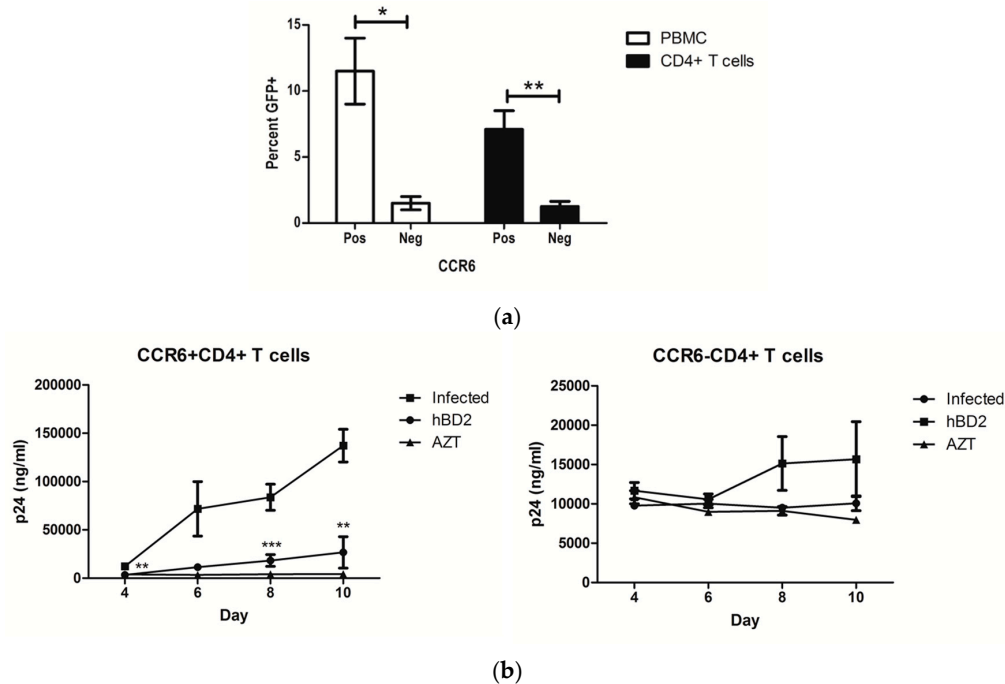 *
**
15
10
5
0
Percent GFP+
Pos
Neg
Pos
Neg
CCR6
PBMC
CD4+ T cells
(a)
CCR6+CD4+ T cells
200000
150000
100000
50000
0
p24 (ng/ml)
**
***
**
4
6
8
10
Day
Infected
hBD2
AZT
CCR6-CD4+ T cells
25000
20000
15000
10000
5000
0
p24 (ng/ml)
4
6
8
10
Day
Infected
hBD2
AZT
(b)